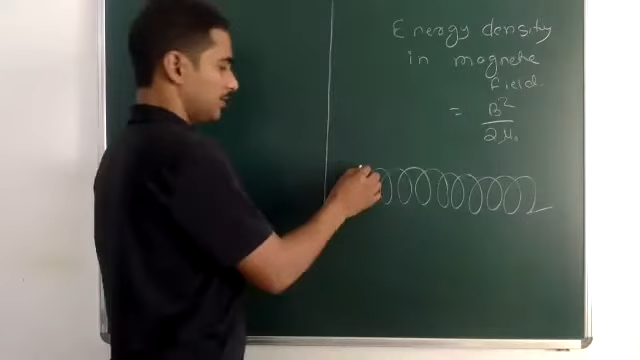 Energy density
in magnetic
field.
= B²
2μ₀